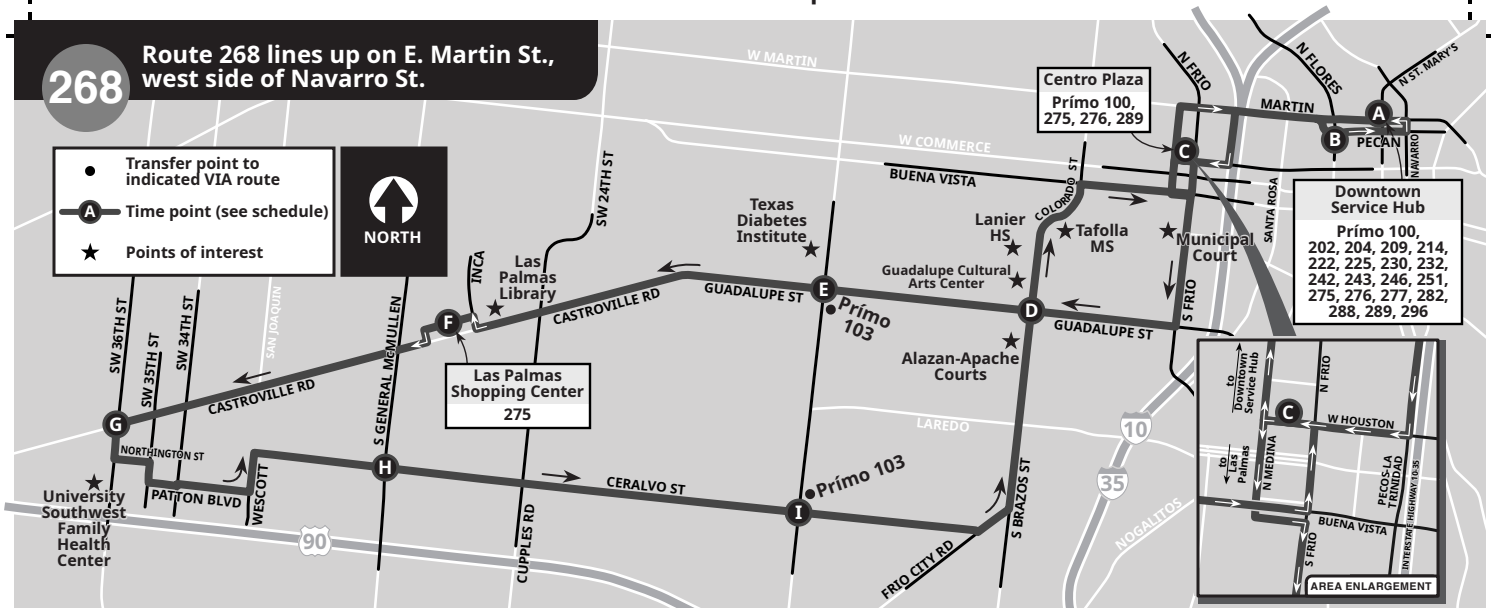 268
Route 268 lines up on E. Martin St.,
west side of Navarro St.
Transfer point to
indicated VIA route
A
Time point (see schedule)
Points of interest
NORTH
W MARTIN
W COMMERCE
BUENA VISTA
COLORADO ST
Centro Plaza
Prímo 100,
275, 276, 289
N FRIO
N FLORES
N ST. MARY'S
MARTIN
A
B
PECAN
NAVARRO
C
SANTA ROSA
Downtown
Service Hub
Prímo 100,
202, 204, 209, 214,
222, 225, 230, 232,
242, 243, 246, 251,
275, 276, 277, 282,
288, 289, 296
SW 24TH ST
Texas
Diabetes
Institute
Lanier
HS
Tafolla
MS
Municipal
Court
Guadalupe Cultural
Arts Center
INCA
Las
Palmas
Library
CASTROVILLE RD
GUADALUPE ST
E
Prímo
103
D
GUADALUPE ST
S FRIO
Alazan-Apache
Courts
SW 36TH ST
SW 35TH ST
SW 34TH ST
SAN JOAQUIN
S GENERAL McMULLEN
F
Las Palmas
Shopping Center
275
CASTROVILLE RD
G
NORTHINGTON ST
PATTON BLVD
WESCOTT
H
CERALVO ST
CUPPLES RD
Prímo 103
I
LAREDO
S BRAZOS ST
FRIO CITY RD
NOGALITOS
10
35
90
University
Southwest
Family
Health
Center
to
Downtown
Service Hub
N FRIO
C
W HOUSTON
to
Las
Palmas
N MEDINA
PECOS-LA
TRINIDAD
INTERSTATE HIGHWAY 10-35
BUENA VISTA
S FRIO
AREA ENLARGEMENT